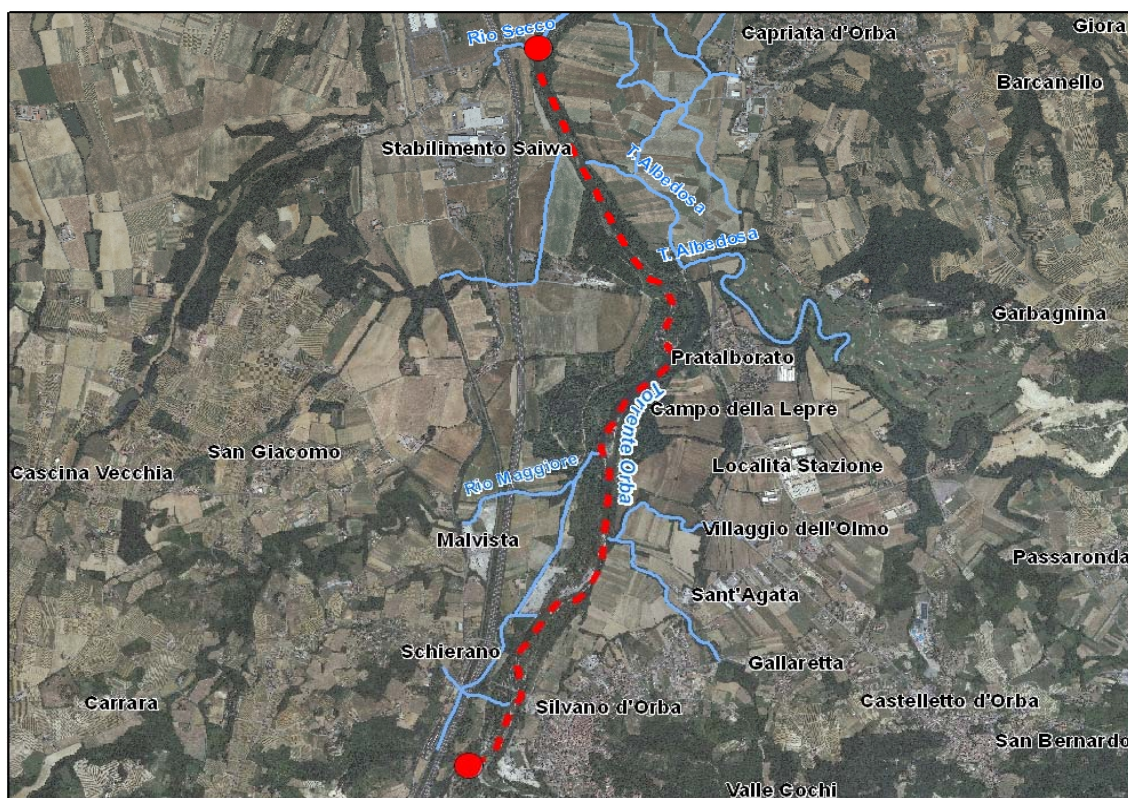 Rio Secco
Capriata d'Orba
Giora
Barcanello
Stabilimento Saiwa
T. Albedosa
T. Albedosa
Garbagnina
Pratalborato
Campo della Lepre
Torrente Orba
San Giacomo
Cascina Vecchia
Località Stazione
Rio Maggiore
Villaggio dell'Olmo
Malvista
Passaronda
Sant'Agata
Schierano
Gallaretta
Carrara
Silvano d'Orba
Castelletto d'Orba
San Bernardo
Valle Cochi